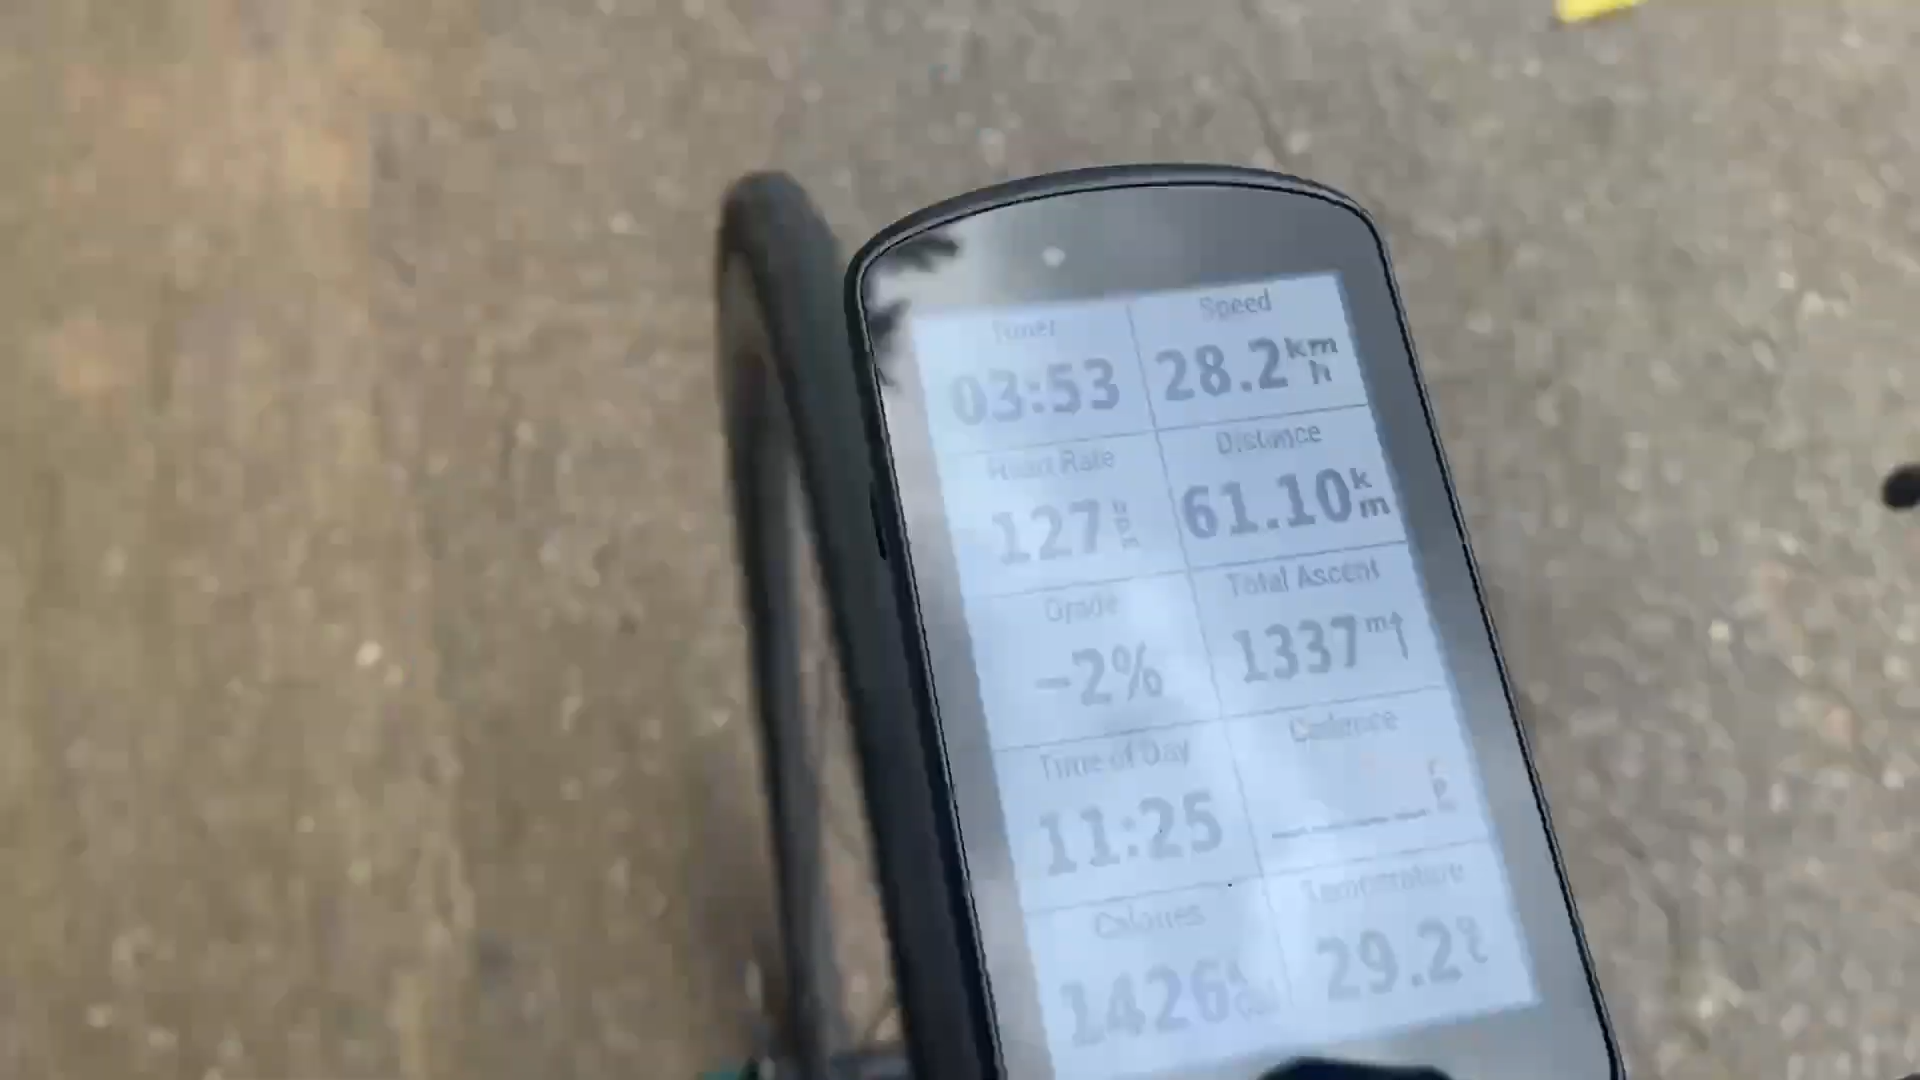 Timer
03:53
Speed
28.2 km h
Heart Rate
127
Distance
61.10 km
Grade
-2%
Total Ascent
1337 m↑
Time of Day
11:25
Cadence
____
Calories
1426
Temperature
29.2 °C